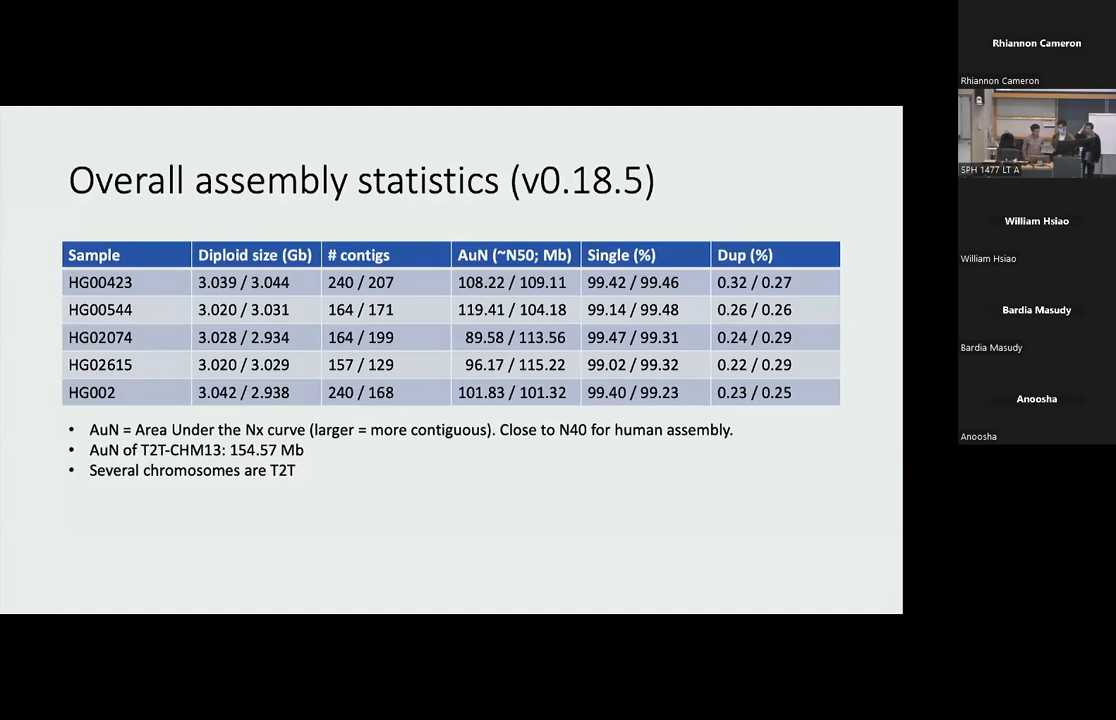 Overall assembly statistics (v0.18.5)
Sample Diploid size (Gb) # contigs AuN (~N50; Mb) Single (%) Dup (%)
HG00423 3.039 / 3.044 240 / 207 108.22 / 109.11 99.42 / 99.46 0.32 / 0.27
HG00544 3.020 / 3.031 164 / 171 119.41 / 104.18 99.14 / 99.48 0.26 / 0.26
HG02074 3.028 / 2.934 164 / 199 89.58 / 113.56 99.47 / 99.31 0.24 / 0.29
HG02615 3.020 / 3.029 157 / 129 96.17 / 115.22 99.02 / 99.32 0.22 / 0.29
HG002 3.042 / 2.938 240 / 168 101.83 / 101.32 99.40 / 99.23 0.23 / 0.25
• AuN = Area Under the Nx curve (larger = more contiguous). Close to N40 for human assembly.
• AuN of T2T-CHM13: 154.57 Mb
• Several chromosomes are T2T
Rhiannon Cameron
Rhiannon Cameron
SPH 1477 LT A
William Hsiao
William Hsiao
Bardia Masudy
Bardia Masudy
Anoosha
Anoosha